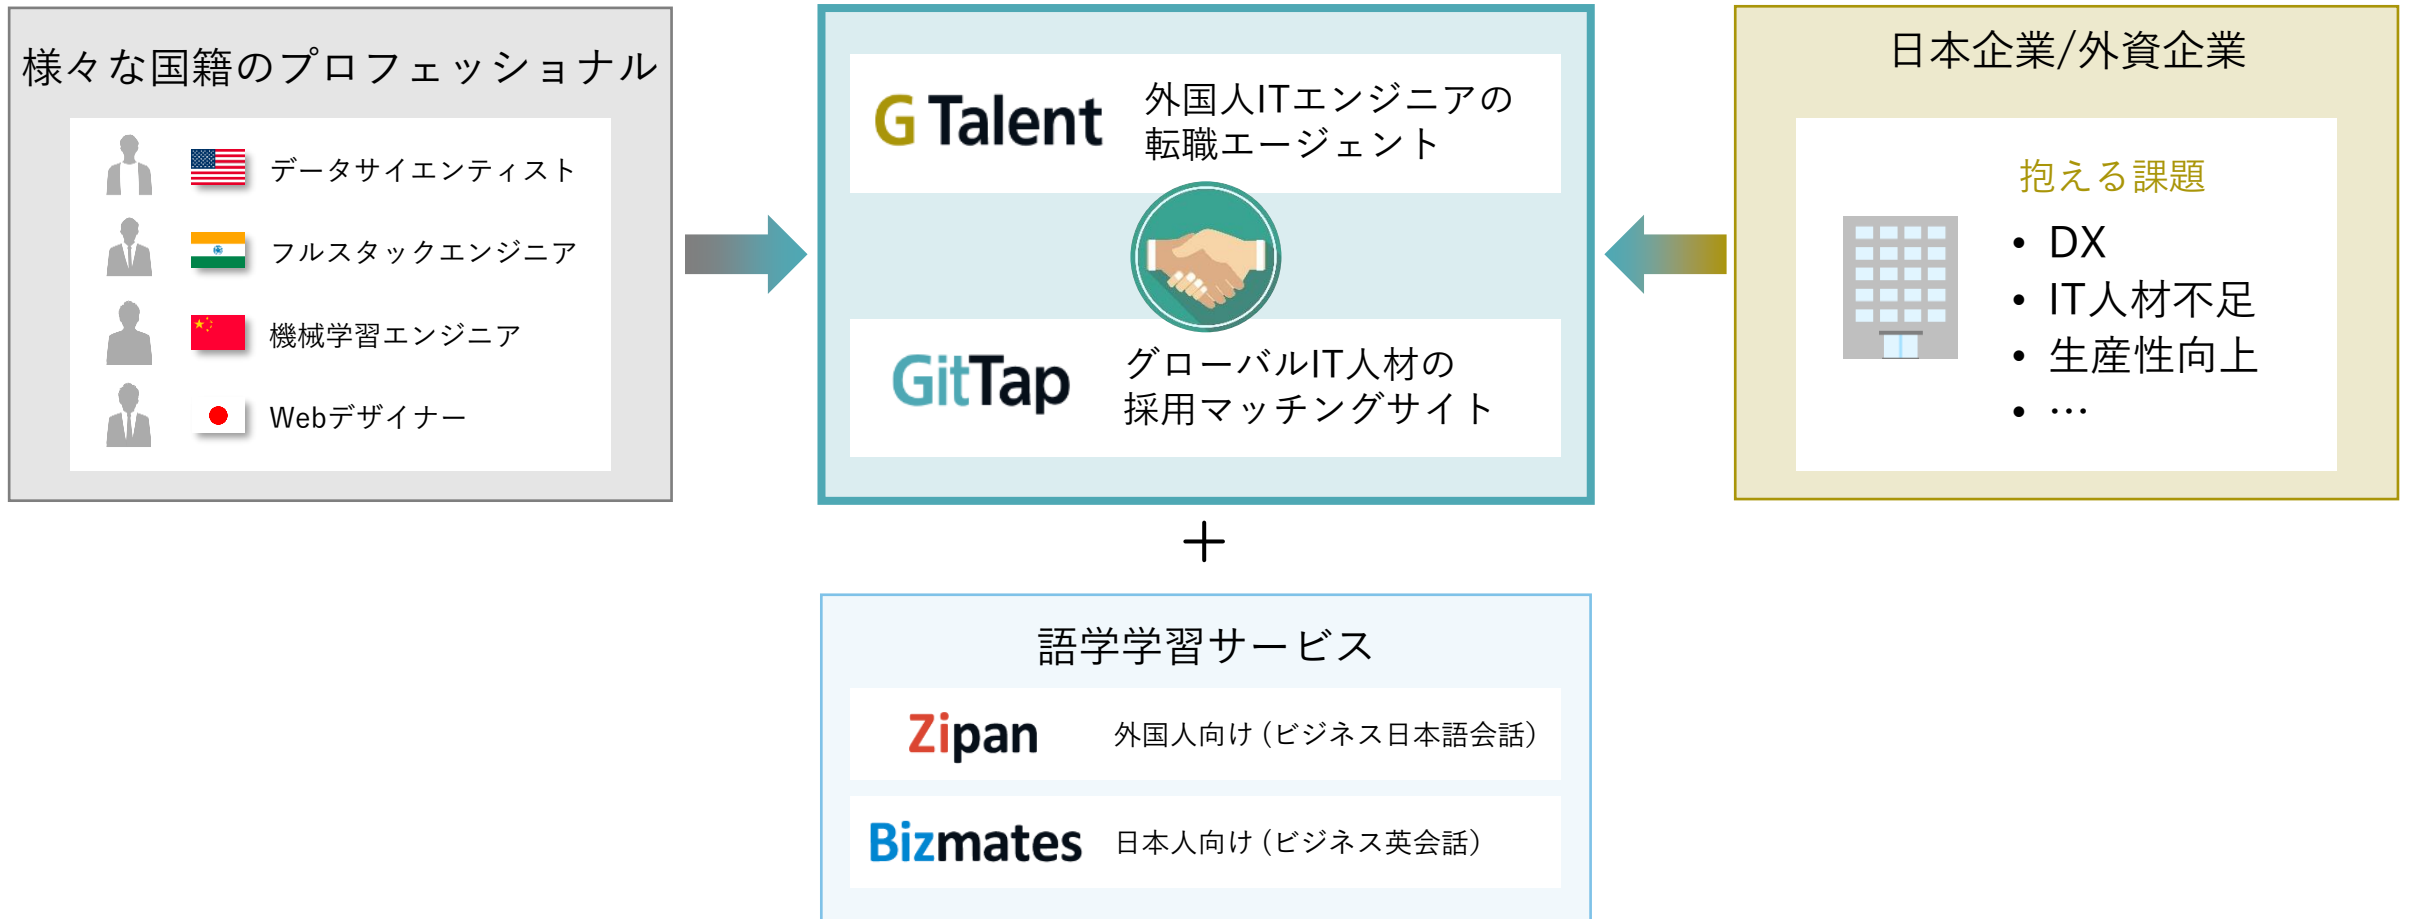 様々な国籍のプロフェッショナル
データサイエンティスト
フルスタックエンジニア
機械学習エンジニア
Webデザイナー
G Talent
外国人ITエンジニアの
転職エージェント
GitTap
グローバルIT人材の
採用マッチングサイト
日本企業/外資企業
抱える課題
• DX
• IT人材不足
• 生産性向上
• …
+
語学学習サービス
Zipan
外国人向け (ビジネス日本語会話)
Bizmates
日本人向け (ビジネス英会話)